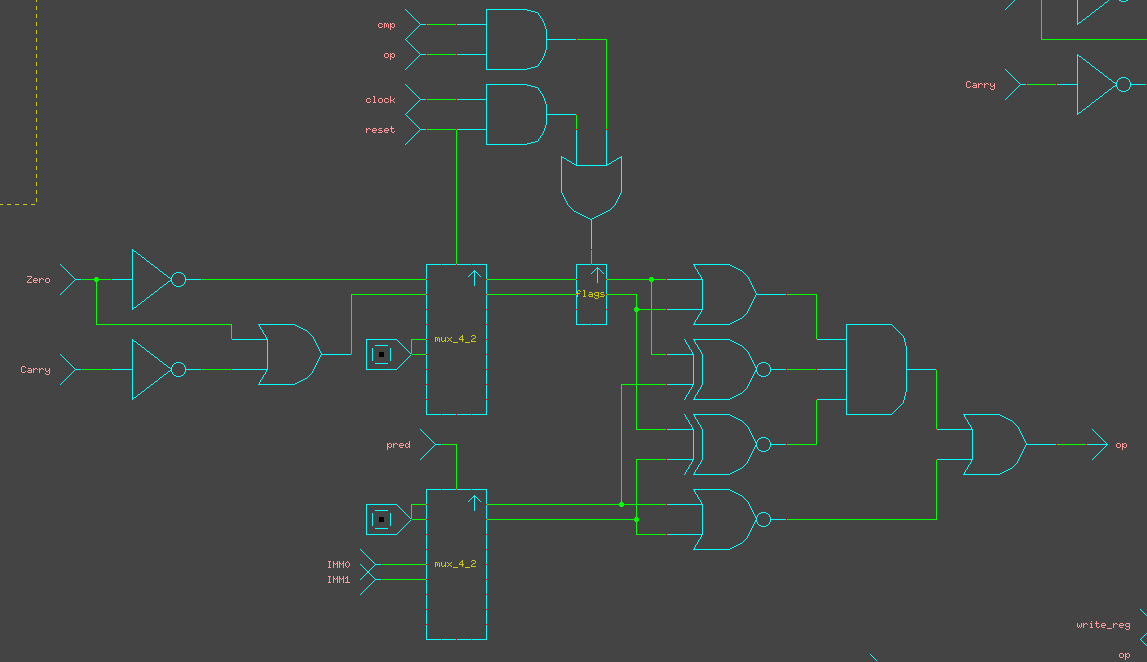 cmp
op
clock
reset
Carry
Zero
flags
mux_4_2
Carry
pred
op
mux_4_2
IMM0
IMM1
write_reg
op